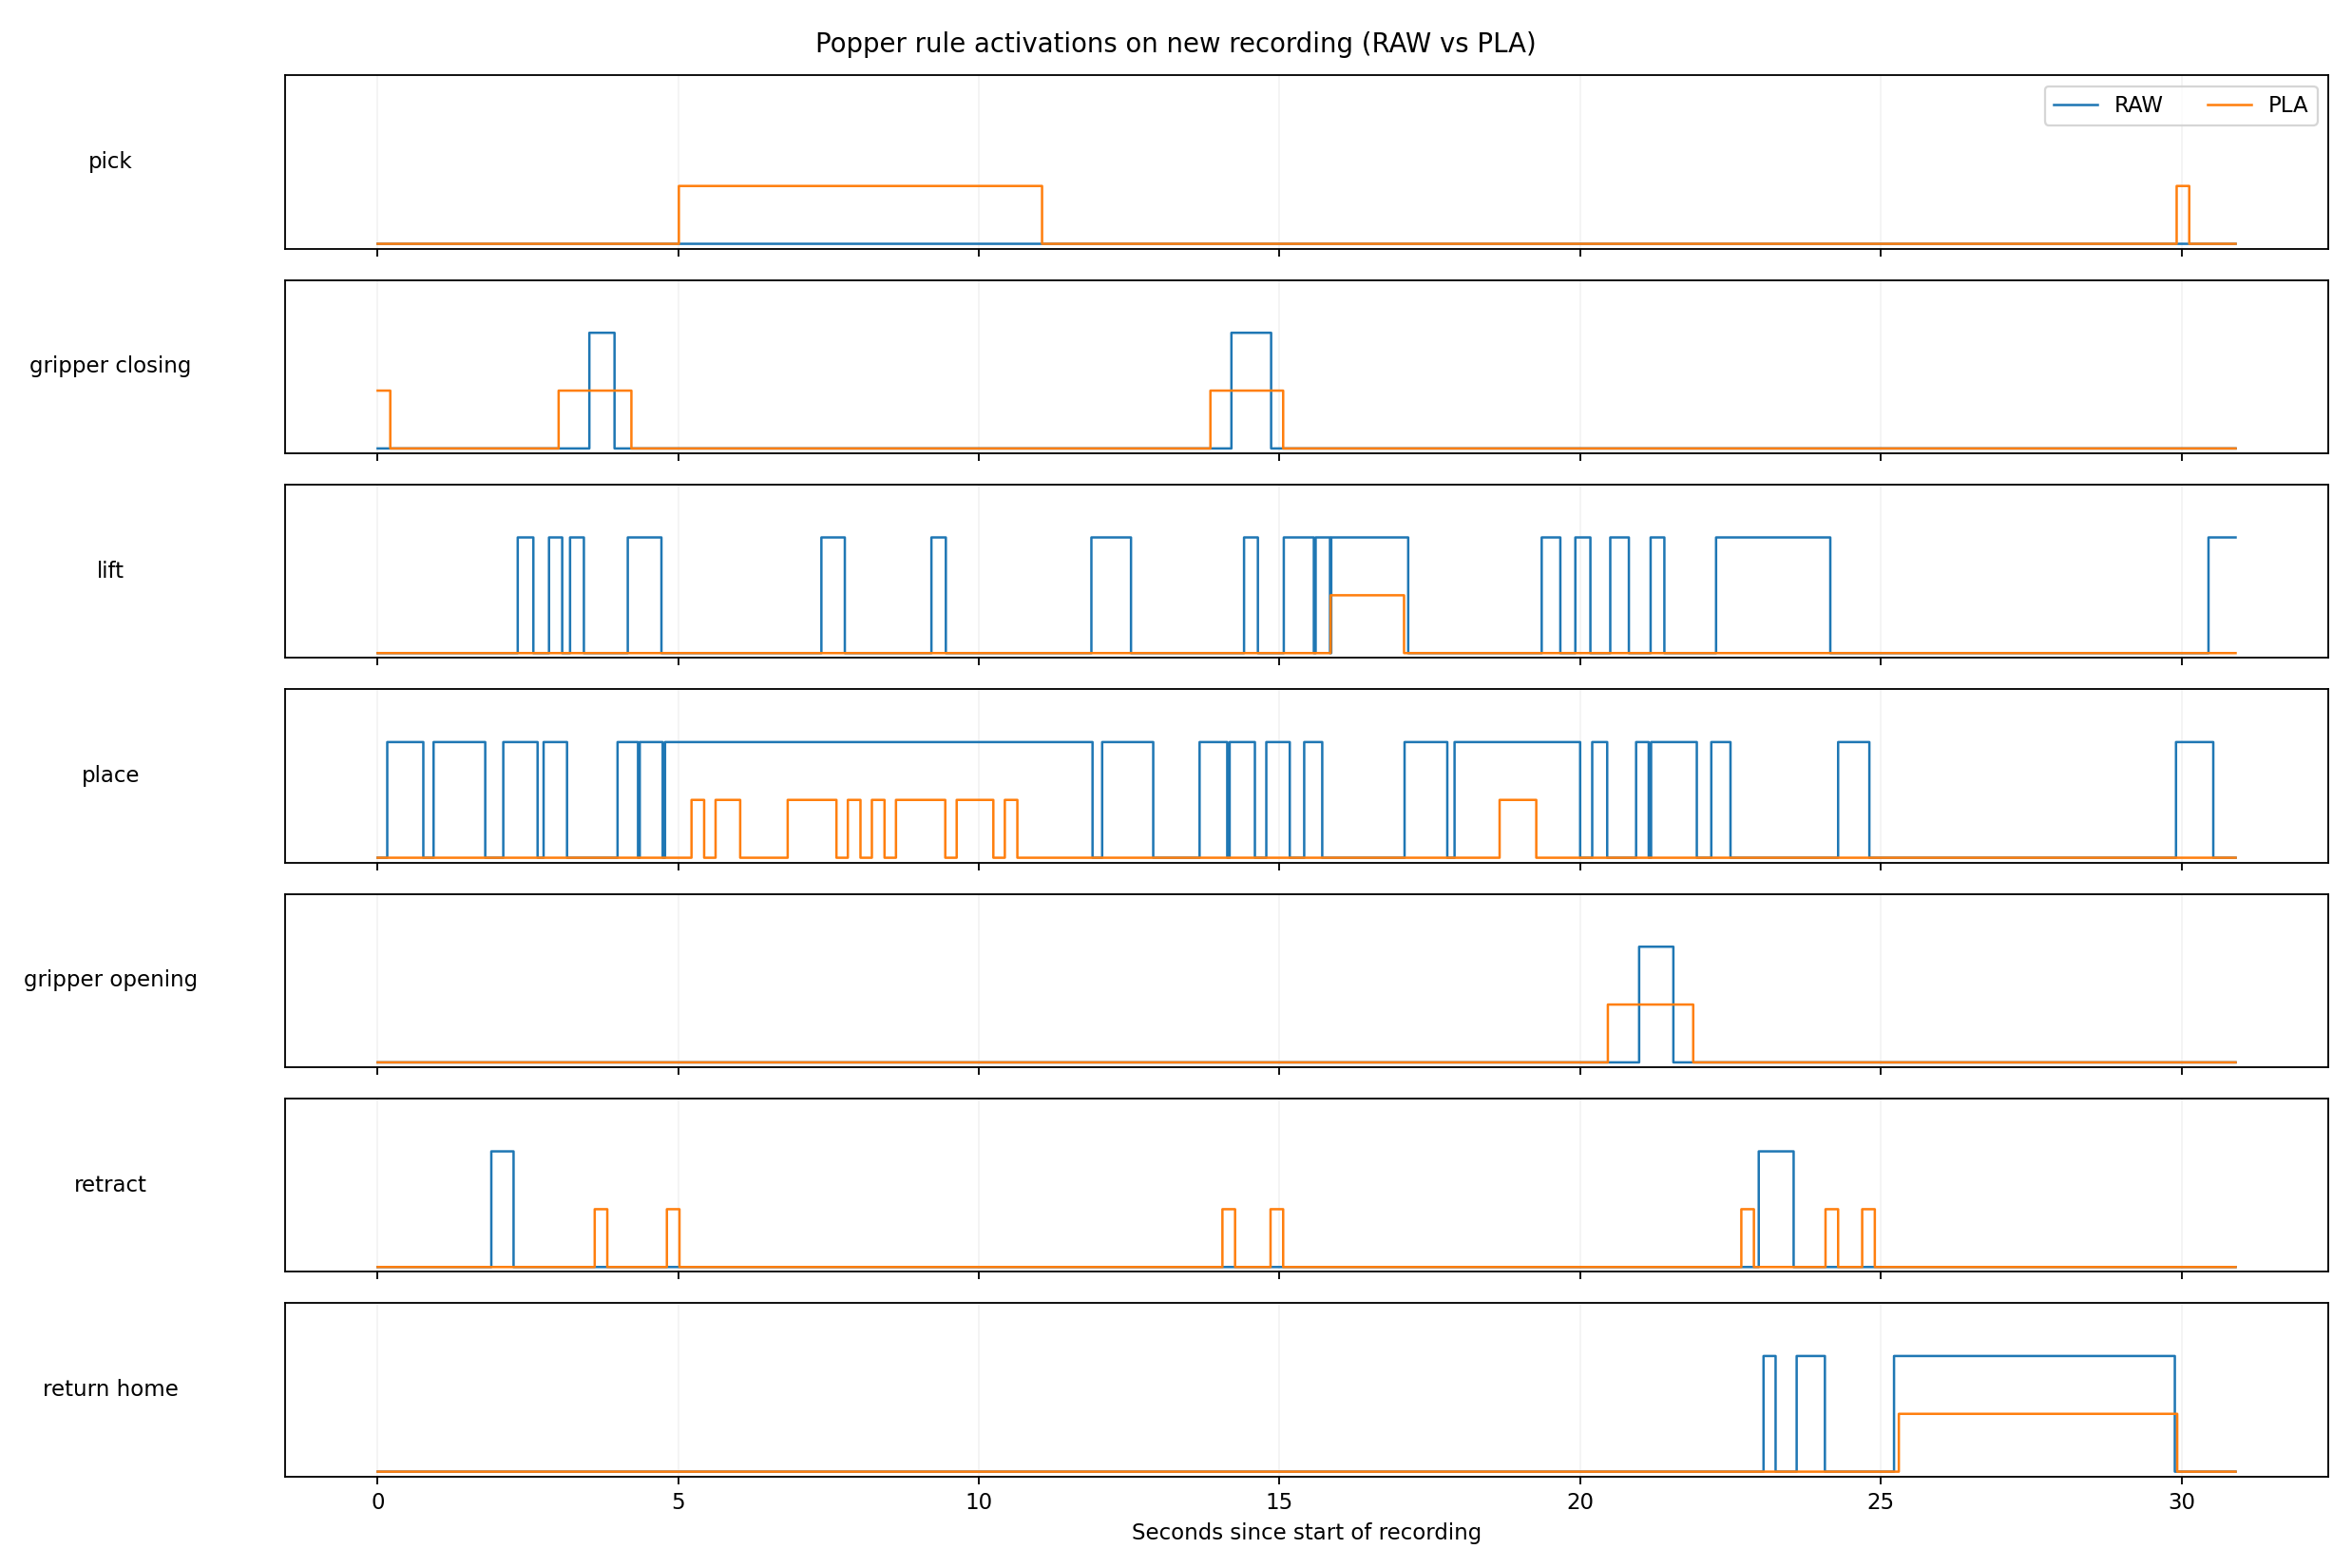 Popper rule activations on new recording (RAW vs PLA)
RAW PLA
pick
gripper closing
lift
place
gripper opening
retract
return home
0 5 10 15 20 25 30
Seconds since start of recording